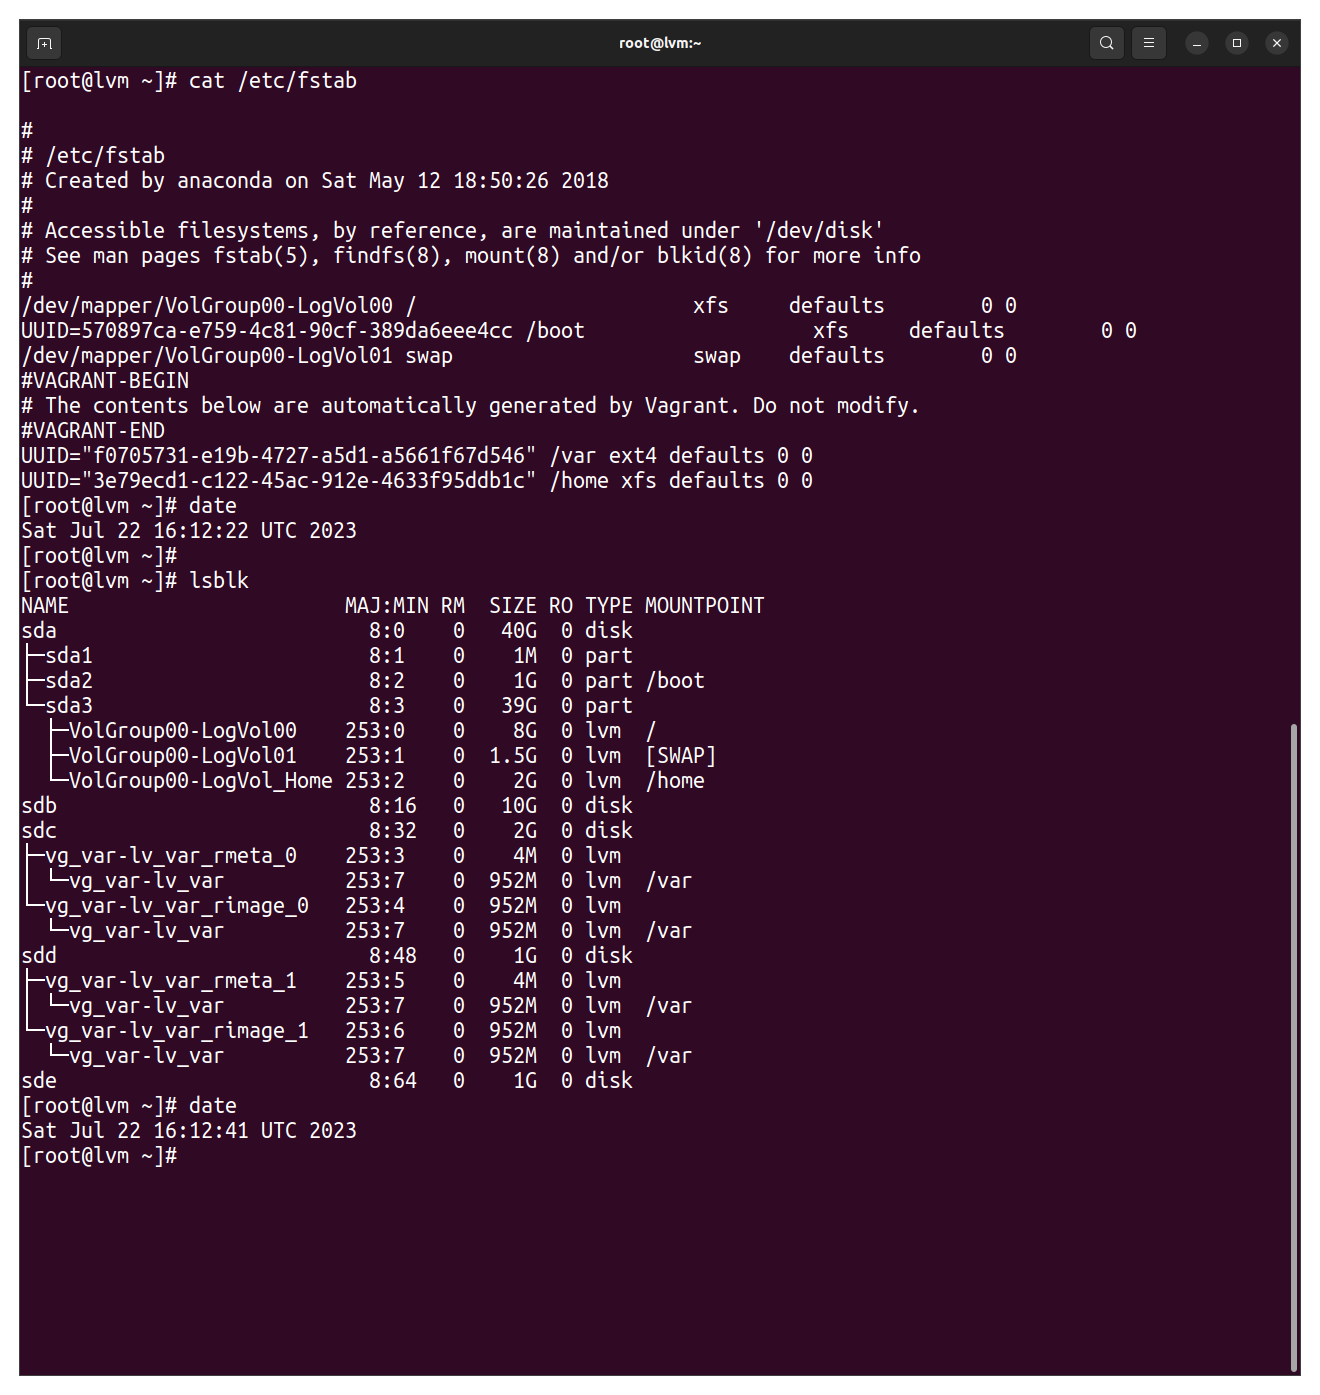 root@lvm:~
[root@lvm ~]# cat /etc/fstab
#
# /etc/fstab
# Created by anaconda on Sat May 12 18:50:26 2018
#
# Accessible filesystems, by reference, are maintained under '/dev/disk'
# See man pages fstab(5), findfs(8), mount(8) and/or blkid(8) for more info
#
/dev/mapper/VolGroup00-LogVol00 /                       xfs     defaults        0 0
UUID=570897ca-e759-4c81-90cf-389da6eee4cc /boot                   xfs     defaults        0 0
/dev/mapper/VolGroup00-LogVol01 swap                    swap    defaults        0 0
#VAGRANT-BEGIN
# The contents below are automatically generated by Vagrant. Do not modify.
#VAGRANT-END
UUID="f0705731-e19b-4727-a5d1-a5661f67d546" /var ext4 defaults 0 0
UUID="3e79ecd1-c122-45ac-912e-4633f95ddb1c" /home xfs defaults 0 0
[root@lvm ~]# date
Sat Jul 22 16:12:22 UTC 2023
[root@lvm ~]#
[root@lvm ~]# lsblk
NAME                       MAJ:MIN RM  SIZE RO TYPE MOUNTPOINT
sda                          8:0    0   40G  0 disk
├─sda1                       8:1    0    1M  0 part
├─sda2                       8:2    0    1G  0 part /boot
└─sda3                       8:3    0   39G  0 part
  ├─VolGroup00-LogVol00    253:0    0    8G  0 lvm  /
  ├─VolGroup00-LogVol01    253:1    0  1.5G  0 lvm  [SWAP]
  └─VolGroup00-LogVol_Home 253:2    0    2G  0 lvm  /home
sdb                          8:16   0   10G  0 disk
sdc                          8:32   0    2G  0 disk
├─vg_var-lv_var_rmeta_0    253:3    0    4M  0 lvm
│ └─vg_var-lv_var          253:7    0  952M  0 lvm  /var
└─vg_var-lv_var_rimage_0   253:4    0  952M  0 lvm
  └─vg_var-lv_var          253:7    0  952M  0 lvm  /var
sdd                          8:48   0    1G  0 disk
├─vg_var-lv_var_rmeta_1    253:5    0    4M  0 lvm
│ └─vg_var-lv_var          253:7    0  952M  0 lvm  /var
└─vg_var-lv_var_rimage_1   253:6    0  952M  0 lvm
  └─vg_var-lv_var          253:7    0  952M  0 lvm  /var
sde                          8:64   0    1G  0 disk
[root@lvm ~]# date
Sat Jul 22 16:12:41 UTC 2023
[root@lvm ~]#